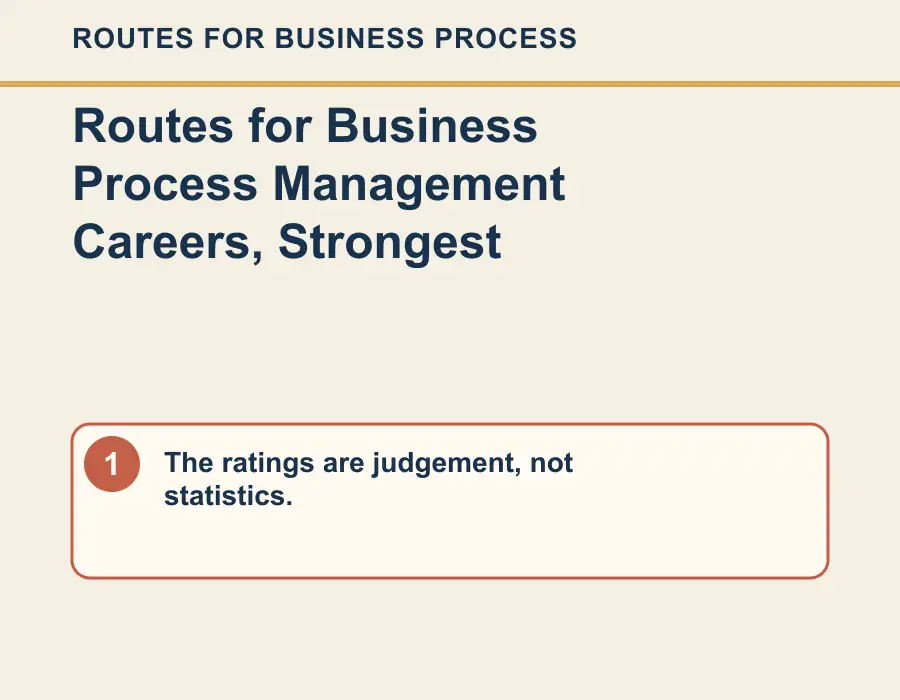 ROUTES FOR BUSINESS PROCESS
Routes for Business
Process Management
Careers, Strongest
1
The ratings are judgement, not
statistics.